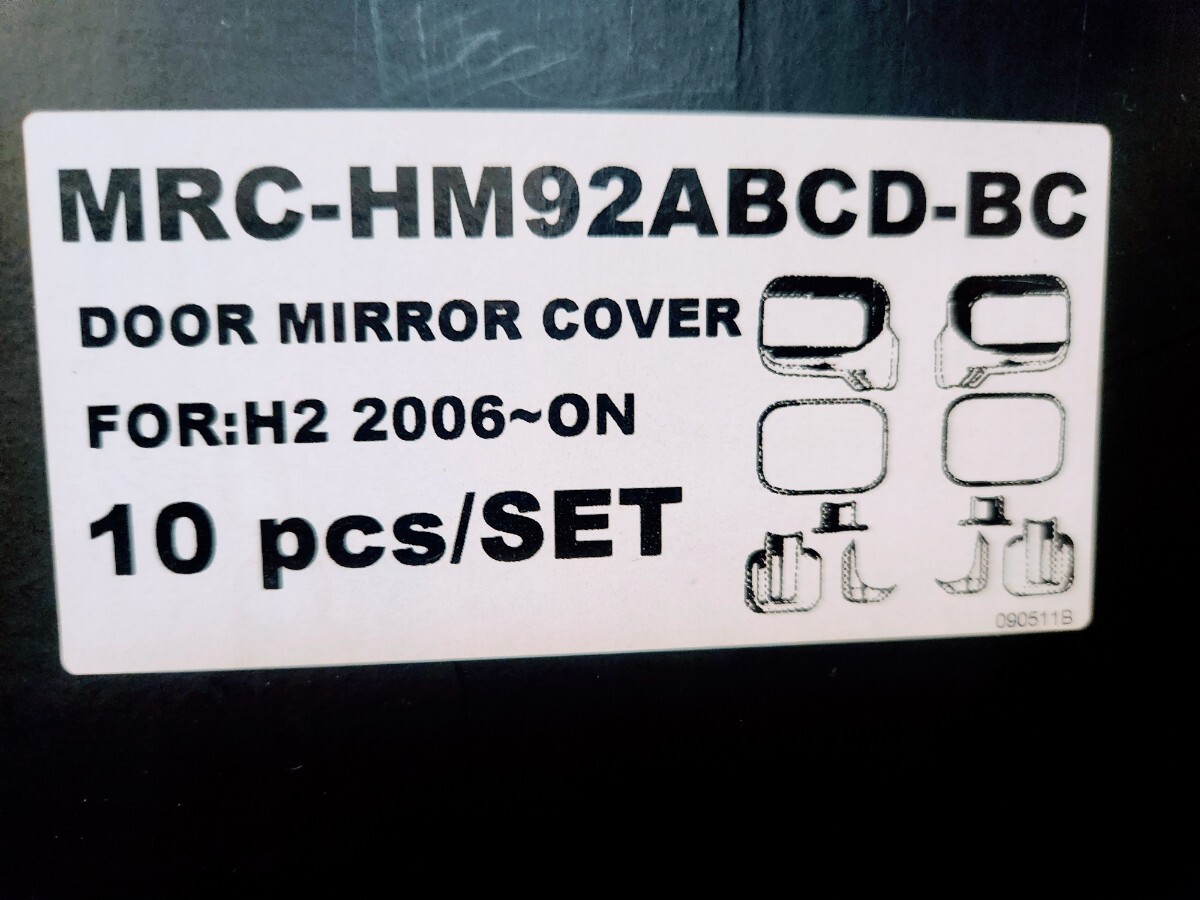 MRC-HM92ABCD-BC
DOOR MIRROR COVER
FOR:H2 2006~ON
10 pcs/SET
090511B